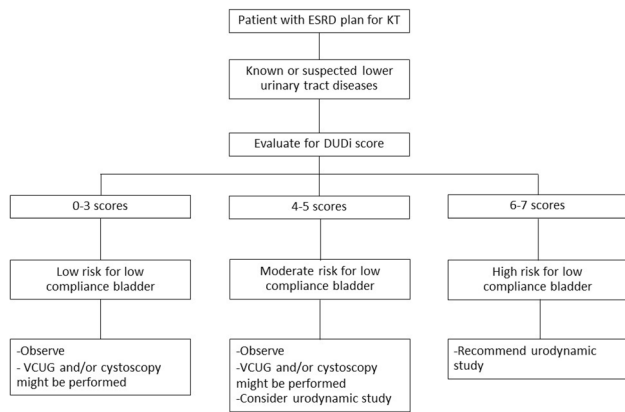 Patient with ESRD plan for KT
Known or suspected lower
urinary tract diseases
Evaluate for DUDi score
0-3 scores
4-5 scores
6-7 scores
Low risk for low
compliance bladder
Moderate risk for low
compliance bladder
High risk for low
compliance bladder
-Observe
- VCUG and/or cystoscopy
might be performed
-Observe
-VCUG and/or cystoscopy
might be performed
-Consider urodynamic study
-Recommend urodynamic
study